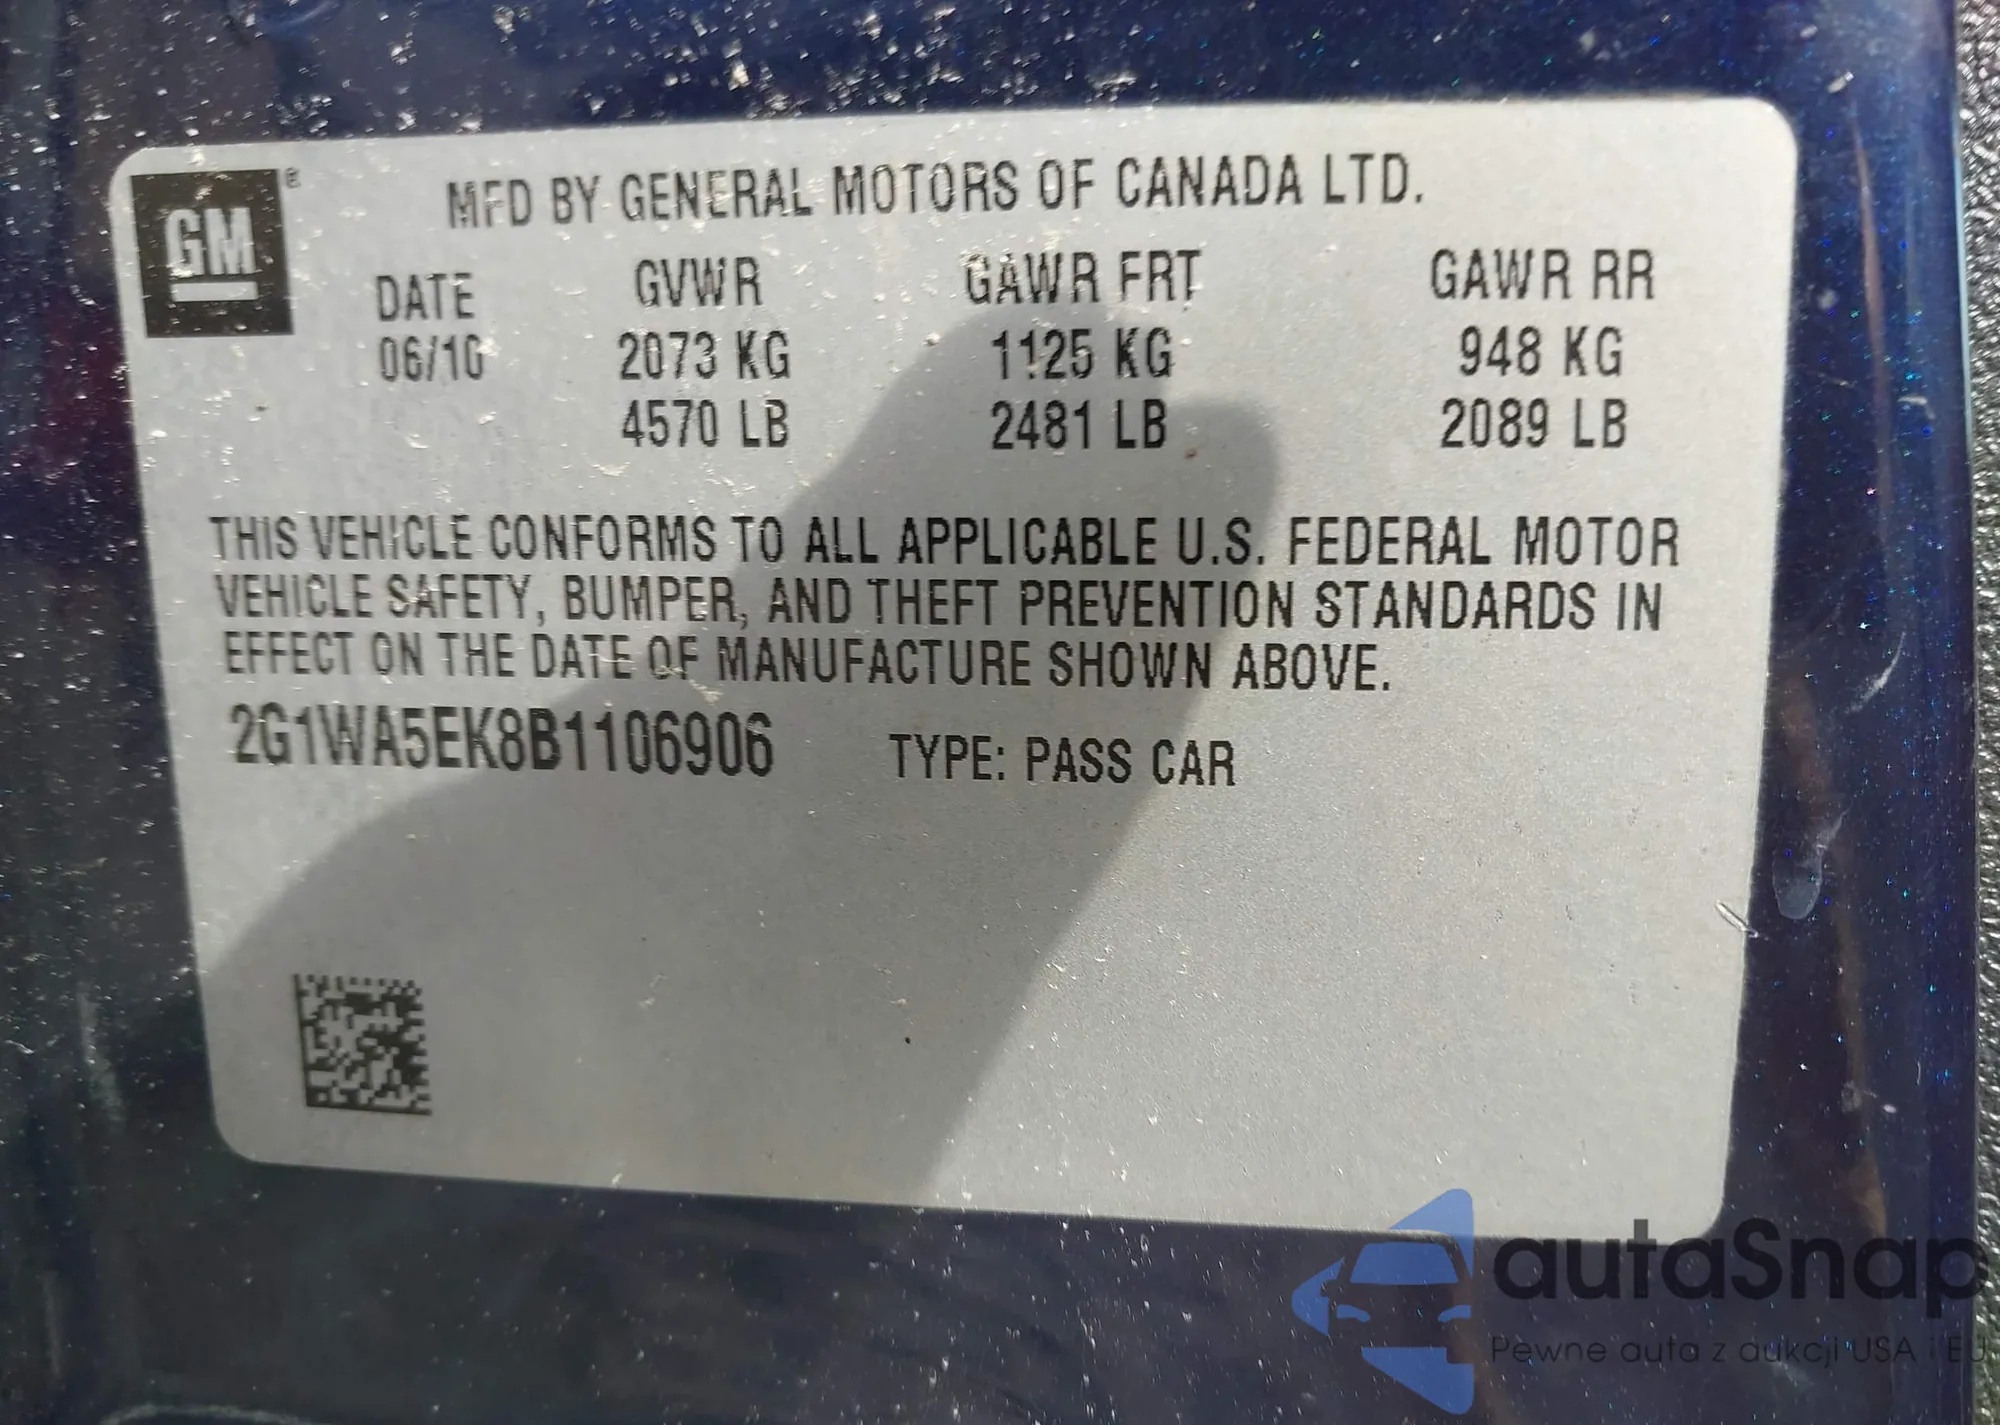 GM®
MFD BY GENERAL MOTORS OF CANADA LTD.
DATE GVWR GAWR FRT GAWR RR
06/10 2073 KG 1125 KG 948 KG
4570 LB 2481 LB 2089 LB
THIS VEHICLE CONFORMS TO ALL APPLICABLE U.S. FEDERAL MOTOR
VEHICLE SAFETY, BUMPER, AND THEFT PREVENTION STANDARDS IN
EFFECT ON THE DATE OF MANUFACTURE SHOWN ABOVE.
2G1WA5EK8B1106906 TYPE: PASS CAR
autaSnap
Pewne auta z aukcji USA i EU